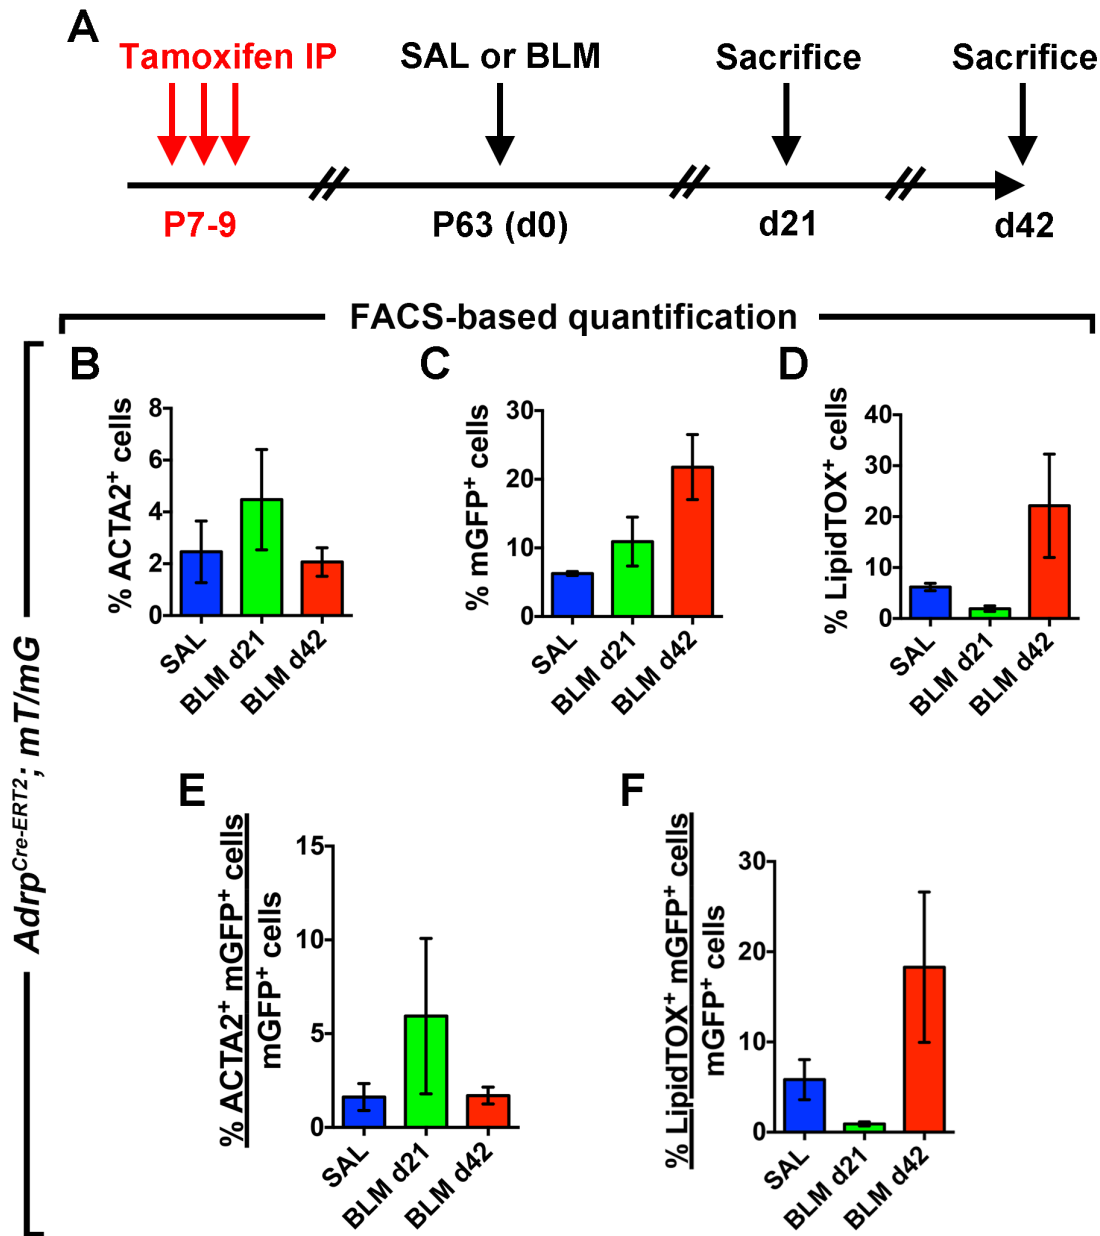 A
Tamoxifen IP
SAL or BLM
Sacrifice
Sacrifice
P7-9
P63 (d0)
d21
d42
FACS-based quantification
Adrp^Cre-ERT2; mT/mG
B
% ACTA2⁺ cells
8
6
4
2
0
SAL
BLM d21
BLM d42
C
% mGFP⁺ cells
30
20
10
0
SAL
BLM d21
BLM d42
D
% LipidTOX⁺ cells
40
30
20
10
0
SAL
BLM d21
BLM d42
E
% ACTA2⁺ mGFP⁺ cells
mGFP⁺ cells
15
10
5
0
SAL
BLM d21
BLM d42
F
% LipidTOX⁺ mGFP⁺ cells
mGFP⁺ cells
30
20
10
0
SAL
BLM d21
BLM d42